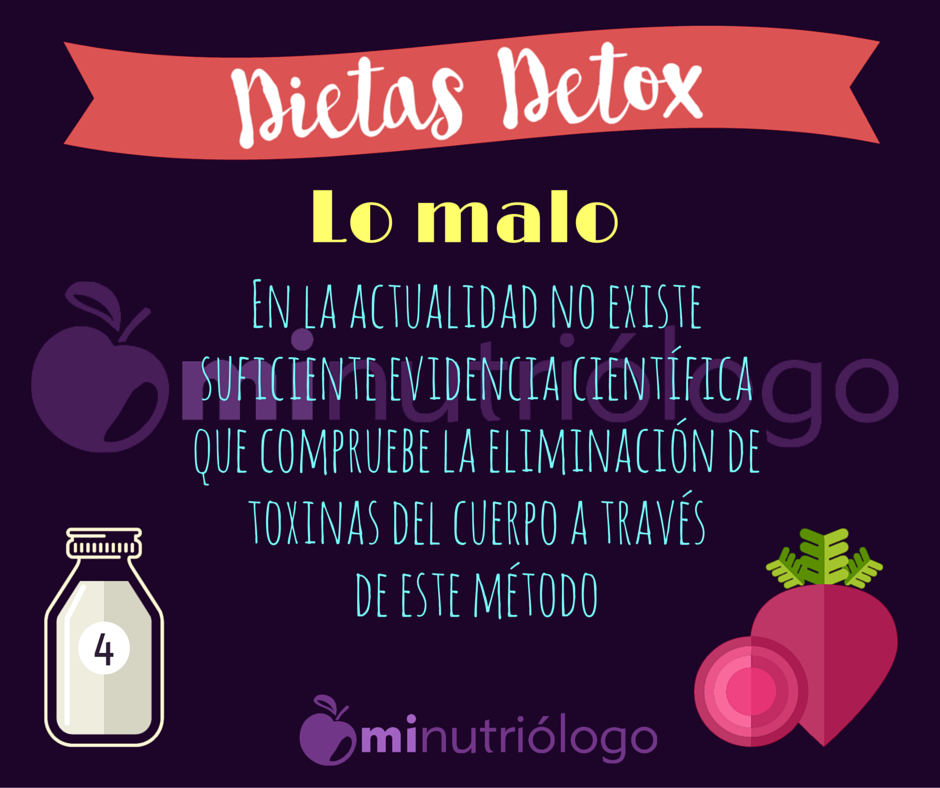 Dietas Detox
Lo malo
EN LA ACTUALIDAD NO EXISTE
SUFICIENTE EVIDENCIA CIENTÍFICA
QUE COMPRUEBE LA ELIMINACIÓN DE
TOXINAS DEL CUERPO A TRAVÉS
DE ESTE MÉTODO
minutriólogo
4
minutriólogo